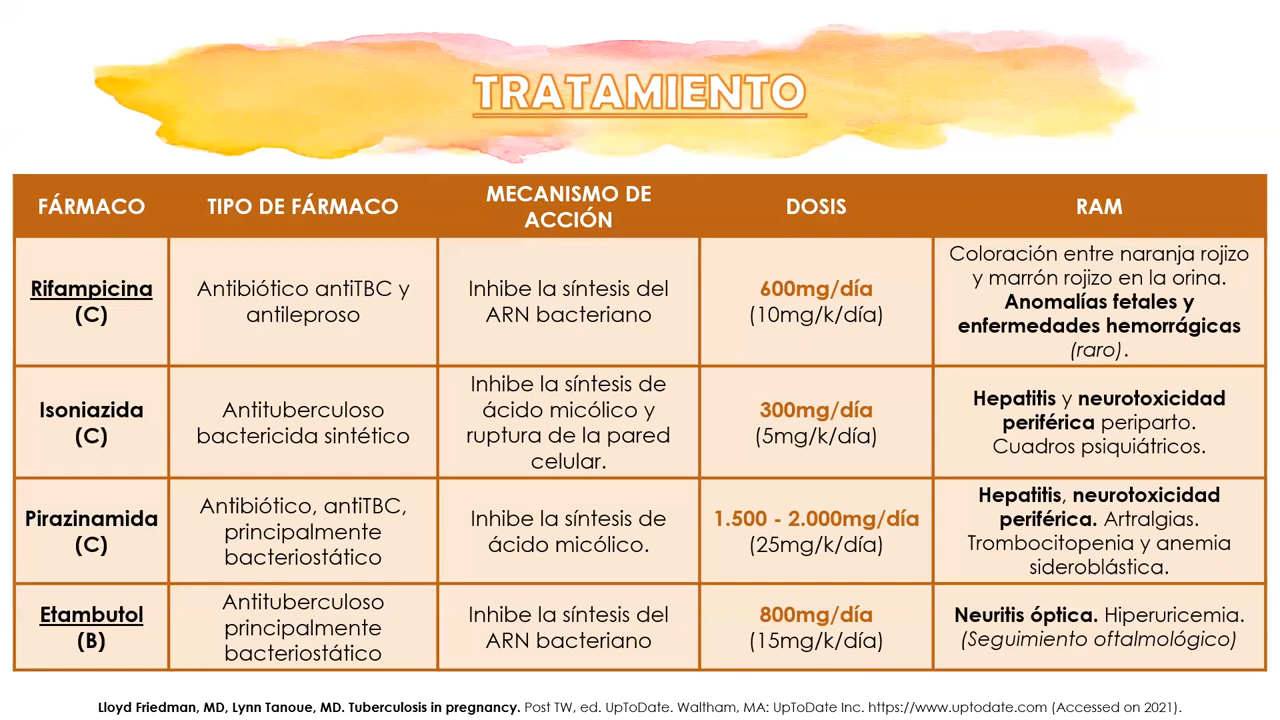 TRATAMIENTO
FÁRMACO
TIPO DE FÁRMACO
MECANISMO DE
ACCIÓN
DOSIS
RAM
Rifampicina
(C)
Antibiótico antiTBC y
antileproso
Inhibe la síntesis del
ARN bacteriano
600mg/día
(10mg/k/día)
Coloración entre naranja rojizo
y marrón rojizo en la orina.
Anomalías fetales y
enfermedades hemorrágicas
(raro).
Isoniazida
(C)
Antituberculoso
bactericida sintético
Inhibe la síntesis de
ácido micólico y
ruptura de la pared
celular.
300mg/día
(5mg/k/día)
Hepatitis y neurotoxicidad
periférica periparto.
Cuadros psiquiátricos.
Pirazinamida
(C)
Antibiótico, antiTBC,
principalmente
bacteriostático
Inhibe la síntesis de
ácido micólico.
1.500 - 2.000mg/día
(25mg/k/día)
Hepatitis, neurotoxicidad
periférica. Artralgias.
Trombocitopenia y anemia
sideroblástica.
Etambutol
(B)
Antituberculoso
principalmente
bacteriostático
Inhibe la síntesis del
ARN bacteriano
800mg/día
(15mg/k/día)
Neuritis óptica. Hiperuricemia.
(Seguimiento oftalmológico)
Lloyd Friedman, MD, Lynn Tanoue, MD. Tuberculosis in pregnancy. Post TW, ed. UpToDate. Waltham, MA: UpToDate Inc. https://www.uptodate.com (Accessed on 2021).